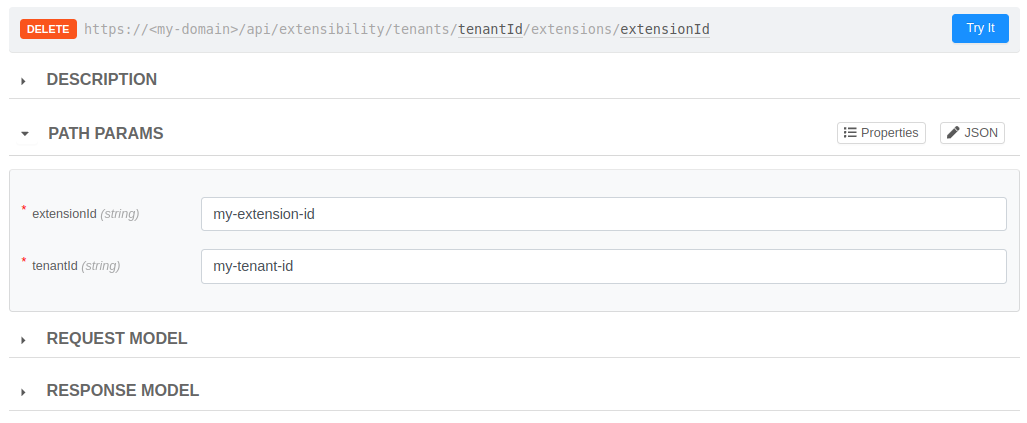 DELETE https://<my-domain>/api/extensibility/tenants/tenantId/extensions/extensionId Try It
DESCRIPTION
PATH PARAMS Properties JSON
* extensionId (string) my-extension-id
* tenantId (string) my-tenant-id
REQUEST MODEL
RESPONSE MODEL